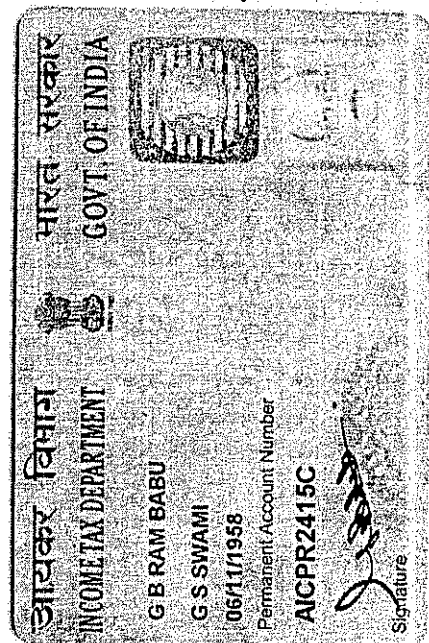 आयकर विभाग
INCOME TAX DEPARTMENT
भारत सरकार
GOVT. OF INDIA
G B RAM BABU
G S SWAMI
06/11/1958
Permanent Account Number
AICPR2415C
Signature